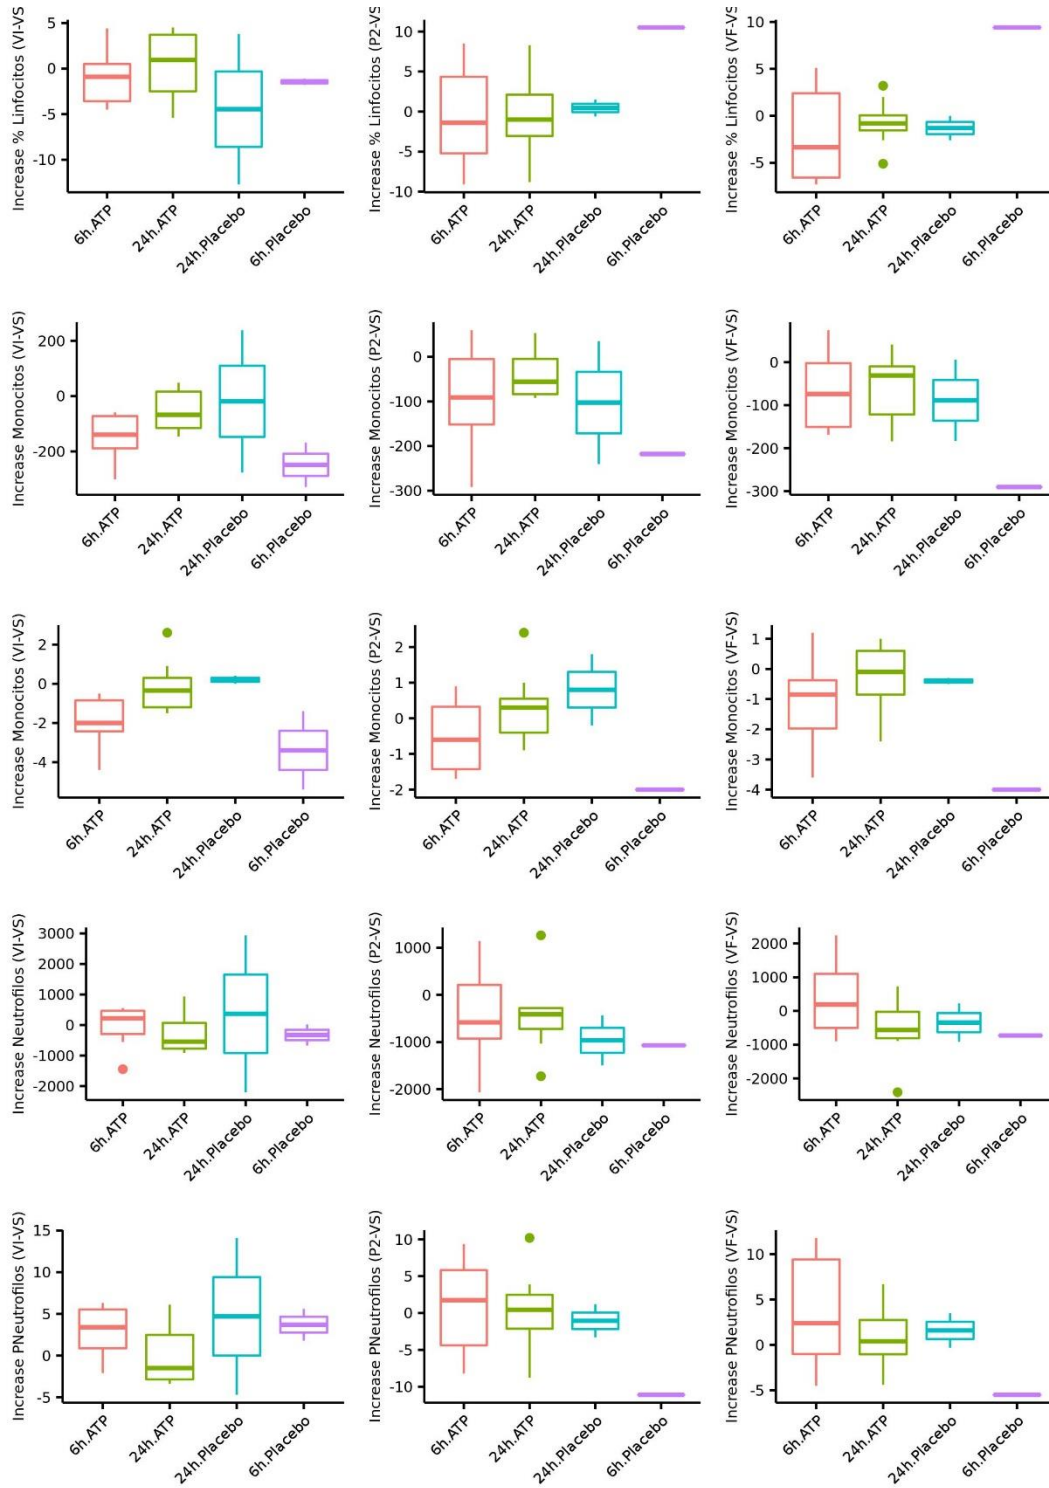 Increase % Linfocitos (VI-VS
5
0
-5
-10
6h.ATP
24h.ATP
24h.Placebo
6h.Placebo
Increase % Linfocitos (P2-VS)
10
5
0
-5
-10
6h.ATP
24h.ATP
24h.Placebo
6h.Placebo
Increase % Linfocitos (VF-VS
5
0
-5
6h.ATP
24h.ATP
24h.Placebo
6h.Placebo
Increase Monocitos (VI-VS)
200
0
-200
6h.ATP
24h.ATP
24h.Placebo
6h.Placebo
Increase Monocitos (P2-VS)
0
-100
-200
-300
6h.ATP
24h.ATP
24h.Placebo
6h.Placebo
Increase Monocitos (VF-VS)
0
-100
-200
-300
6h.ATP
24h.ATP
24h.Placebo
6h.Placebo
Increase Monocitos (VI-VS)
2
0
-2
-4
6h.ATP
24h.ATP
24h.Placebo
6h.Placebo
Increase Monocitos (P2-VS)
2
1
0
-1
-2
6h.ATP
24h.ATP
24h.Placebo
6h.Placebo
Increase Monocitos (VF-VS)
1
0
-1
-2
-3
-4
6h.ATP
24h.ATP
24h.Placebo
6h.Placebo
Increase Neutrofilos (VI-VS)
3000
2000
1000
0
-1000
-2000
6h.ATP
24h.ATP
24h.Placebo
6h.Placebo
Increase Neutrofilos (P2-VS)
1000
0
-1000
-2000
6h.ATP
24h.ATP
24h.Placebo
6h.Placebo
Increase Neutrofilos (VF-VS)
2000
1000
0
-1000
-2000
6h.ATP
24h.ATP
24h.Placebo
6h.Placebo
Increase PNeutrofilos (VI-VS)
15
10
5
0
-5
6h.ATP
24h.ATP
24h.Placebo
6h.Placebo
Increase PNeutrofilos (P2-VS)
10
5
0
-5
-10
6h.ATP
24h.ATP
24h.Placebo
6h.Placebo
Increase PNeutrofilos (VF-VS)
10
5
0
-5
6h.ATP
24h.ATP
24h.Placebo
6h.Placebo